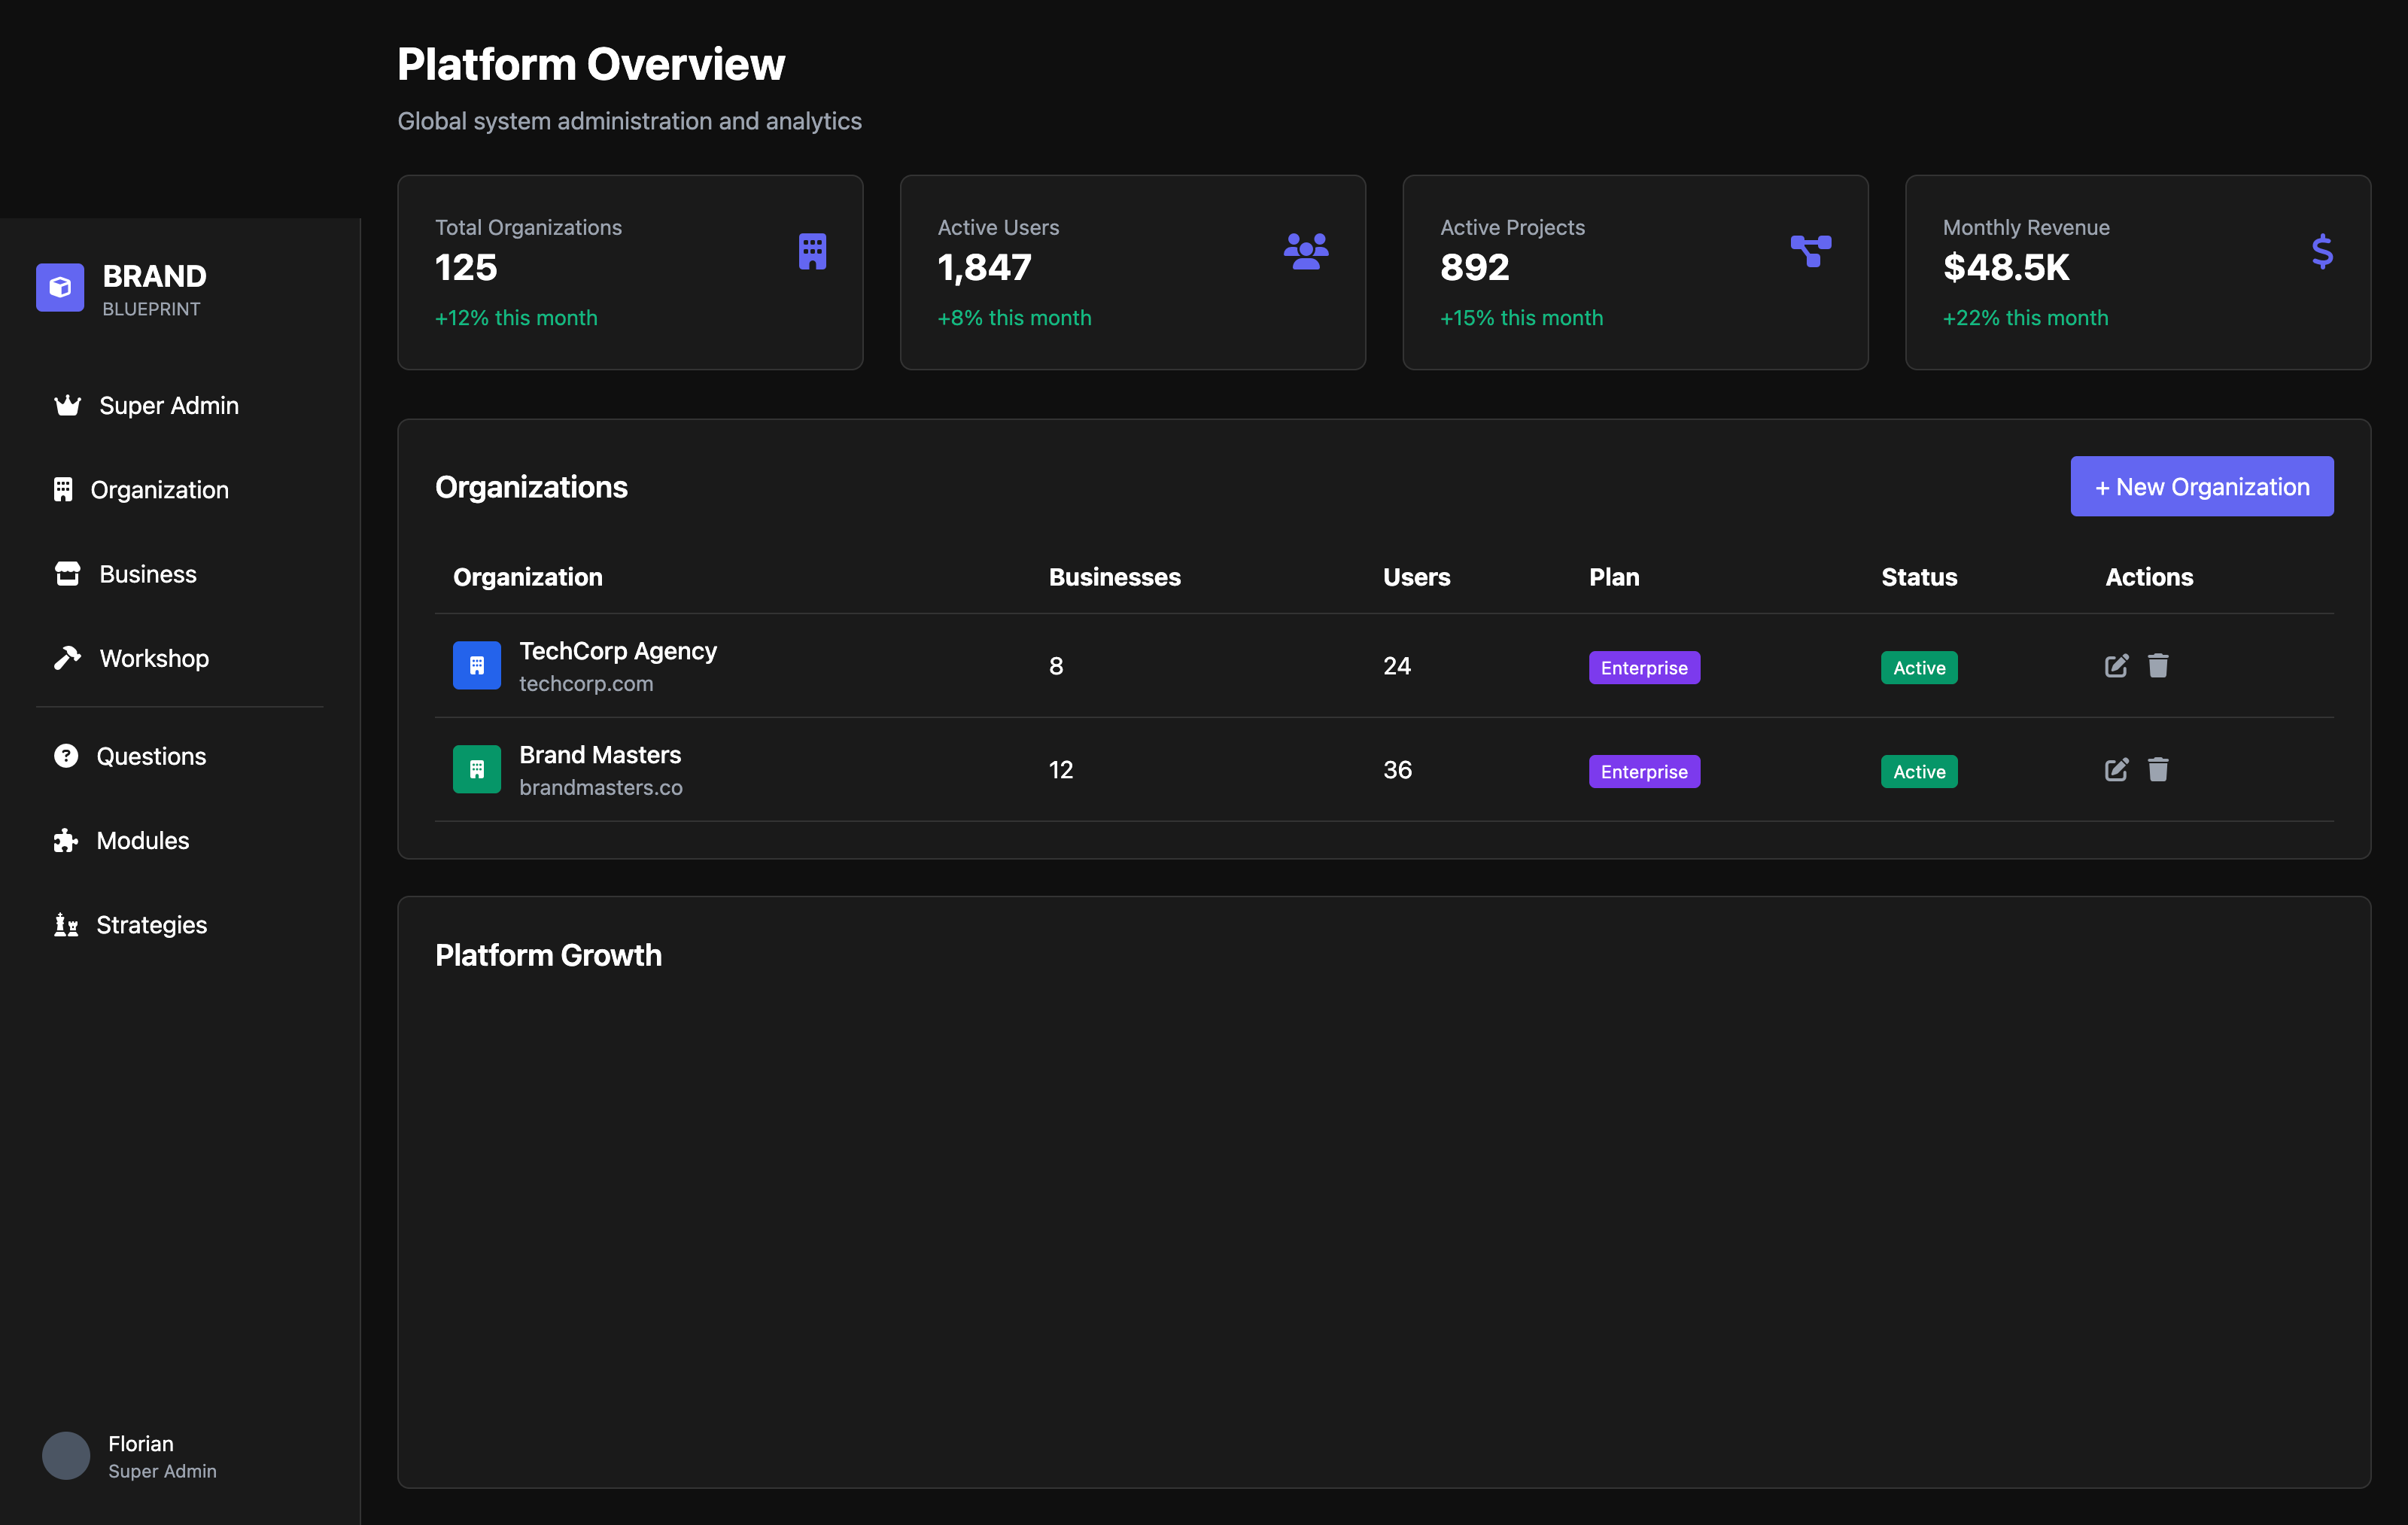 BRAND
BLUEPRINT
Super Admin
Organization
Business
Workshop
Questions
Modules
Strategies
Florian
Super Admin
Platform Overview
Global system administration and analytics
Total Organizations
125
+12% this month
Active Users
1,847
+8% this month
Active Projects
892
+15% this month
Monthly Revenue
$48.5K
+22% this month
Organizations
+ New Organization
Organization Businesses Users Plan Status Actions
TechCorp Agency
techcorp.com
8 24 Enterprise Active
Brand Masters
brandmasters.co
12 36 Enterprise Active
Platform Growth